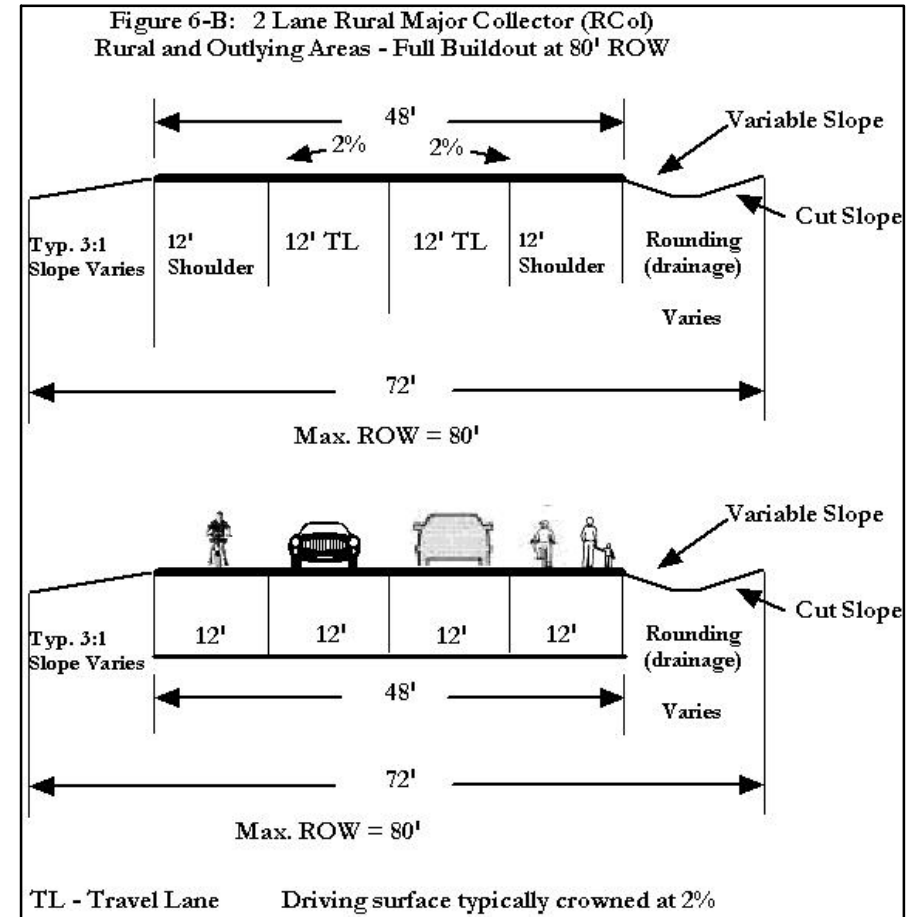 Figure 6-B: 2 Lane Rural Major Collector (RCol)
Rural and Outlying Areas - Full Buildout at 80' ROW
48'
2% 2%
Variable Slope
Cut Slope
Typ. 3:1
Slope Varies
12'
Shoulder
12' TL
12' TL
12'
Shoulder
Rounding
(drainage)
Varies
72'
Max. ROW = 80'
Variable Slope
Cut Slope
Typ. 3:1
Slope Varies
12' 12' 12' 12'
Rounding
(drainage)
Varies
48'
72'
Max. ROW = 80'
TL - Travel Lane Driving surface typically crowned at 2%